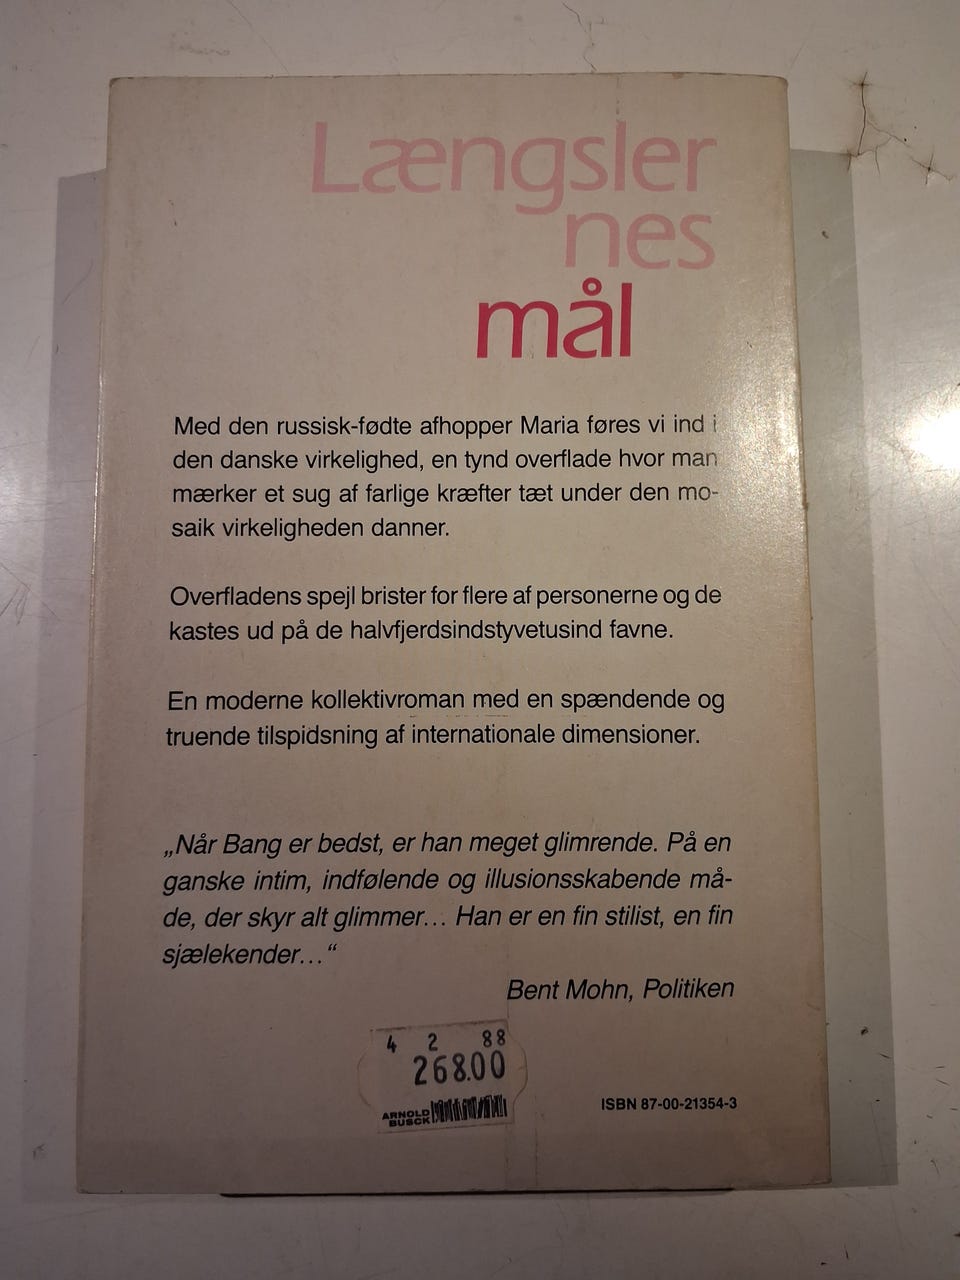 Længsler
nes
mål
Med den russisk-fødte afhopper Maria føres vi ind i
den danske virkelighed, en tynd overflade hvor man
mærker et sug af farlige kræfter tæt under den mo-
saik virkeligheden danner.
Overfladens spejl brister for flere af personerne og de
kastes ud på de halvfjerdsindstyvetusind favne.
En moderne kollektivroman med en spændende og
truende tilspidsning af internationale dimensioner.
„Når Bang er bedst, er han meget glimrende. På en
ganske intim, indfølende og illusionsskabende må-
de, der skyr alt glimmer... Han er en fin stilist, en fin
sjælekender...“
Bent Mohn, Politiken
4 2 88
268.00
ARNOLD
BUSCK
ISBN 87-00-21354-3